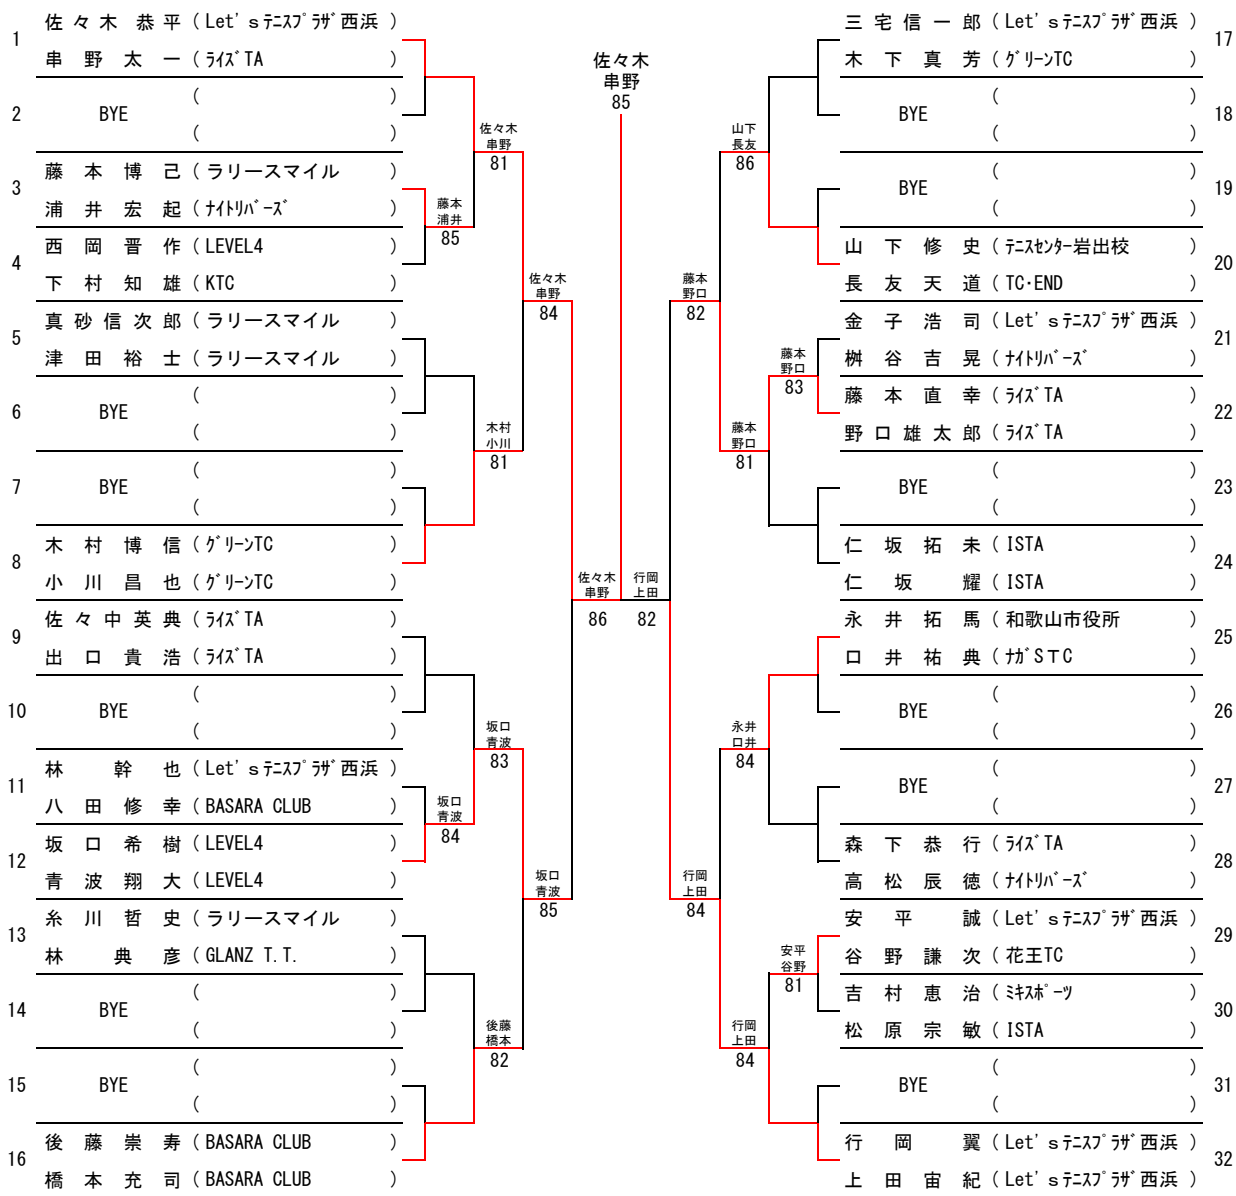 1 佐々木 恭平 ( Let's テニスプラザ西浜 )
串野太一 ( ライズTA )
2 BYE ( )
( )
3 藤本博己 ( ラリースマイル )
浦井宏起 ( ナイトリバーズ )
4 西岡晋作 ( LEVEL4 )
下村知雄 ( KTC )
5 真砂信次郎 ( ラリースマイル )
津田裕士 ( ラリースマイル )
6 BYE ( )
( )
7 BYE ( )
( )
8 木村博信 ( グリーンTC )
小川昌也 ( グリーンTC )
9 佐々中英典 ( ライズTA )
出口貴浩 ( ライズTA )
10 BYE ( )
( )
11 林 幹也 ( Let's テニスプラザ西浜 )
八田修幸 ( BASARA CLUB )
12 坂口希樹 ( LEVEL4 )
青波翔大 ( LEVEL4 )
13 糸川哲史 ( ラリースマイル )
林 典彦 ( GLANZ T.T. )
14 BYE ( )
( )
15 BYE ( )
( )
16 後藤崇寿 ( BASARA CLUB )
橋本充司 ( BASARA CLUB )
藤本
浦井
85
坂口
青波
84
佐々木
串野
81
木村
小川
81
坂口
青波
83
後藤
橋本
82
佐々木
串野
84
坂口
青波
85
佐々木
串野
86
佐々木
串野
85
行岡
上田
82
藤本
野口
82
行岡
上田
84
山下
長友
86
藤本
野口
81
永井
口井
84
行岡
上田
84
藤本
野口
83
安平
谷野
81
三宅信一郎 ( Let's テニスプラザ西浜 ) 17
木下真芳 ( グリーンTC )
BYE ( ) 18
( )
BYE ( ) 19
( )
山下修史 ( テニスセンター岩出校 ) 20
長友天道 ( TC・END )
金子浩司 ( Let's テニスプラザ西浜 ) 21
桝谷吉晃 ( ナイトリバーズ )
藤本直幸 ( ライズTA ) 22
野口雄太郎 ( ライズTA )
BYE ( ) 23
( )
仁坂拓未 ( ISTA ) 24
仁坂 耀 ( ISTA )
永井拓馬 ( 和歌山市役所 ) 25
口井祐典 ( ナガSTC )
BYE ( ) 26
( )
BYE ( ) 27
( )
森下恭行 ( ライズTA ) 28
高松辰徳 ( ナイトリバーズ )
安平 誠 ( Let's テニスプラザ西浜 ) 29
谷野謙次 ( 花王TC )
吉村恵治 ( ミキスポーツ ) 30
松原宗敏 ( ISTA )
BYE ( ) 31
( )
行岡 翼 ( Let's テニスプラザ西浜 ) 32
上田宙紀 ( Let's テニスプラザ西浜 )